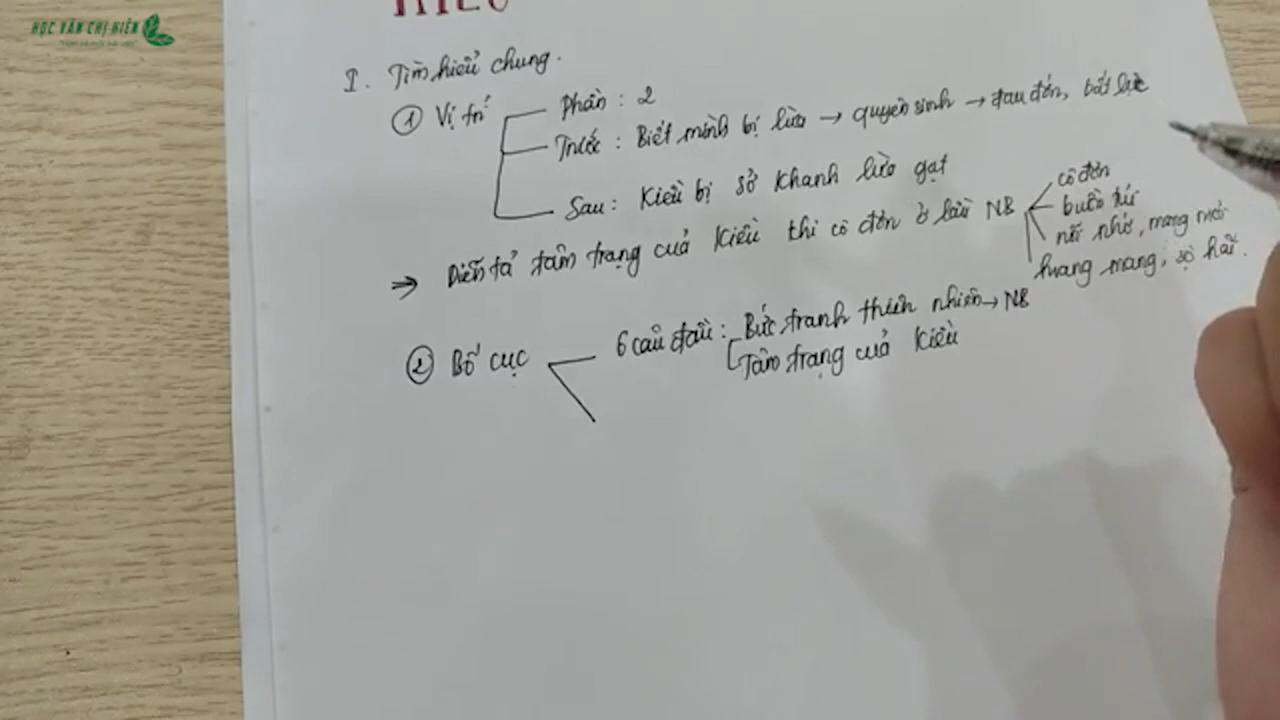 HỌC VĂN CHỊ HIÊN
I. Tìm hiểu chung.
① Vị trí
Phần : 2
Trước : Biết mình bị lừa → quyên sinh → đau đớn, bất lực
Sau : Kiều bị Sở Khanh lừa gạt
⇒ Diễn tả tâm trạng của Kiều khi cô đơn ở lầu NB
cô đơn
buồn tủi
nỗi nhớ, mong mỏi
hoang mang, sợ hãi.
② Bố cục
6 câu đầu : Bức tranh thiên nhiên → NB
Tâm trạng của Kiều